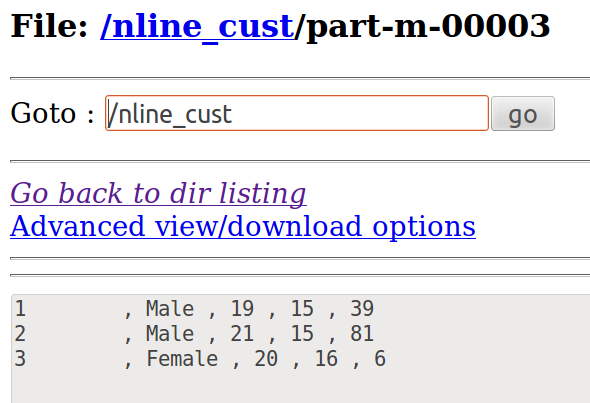 File: /nline_cust/part-m-00003
Goto : /nline_cust go
Go back to dir listing
Advanced view/download options
1 , Male , 19 , 15 , 39
2 , Male , 21 , 15 , 81
3 , Female , 20 , 16 , 6